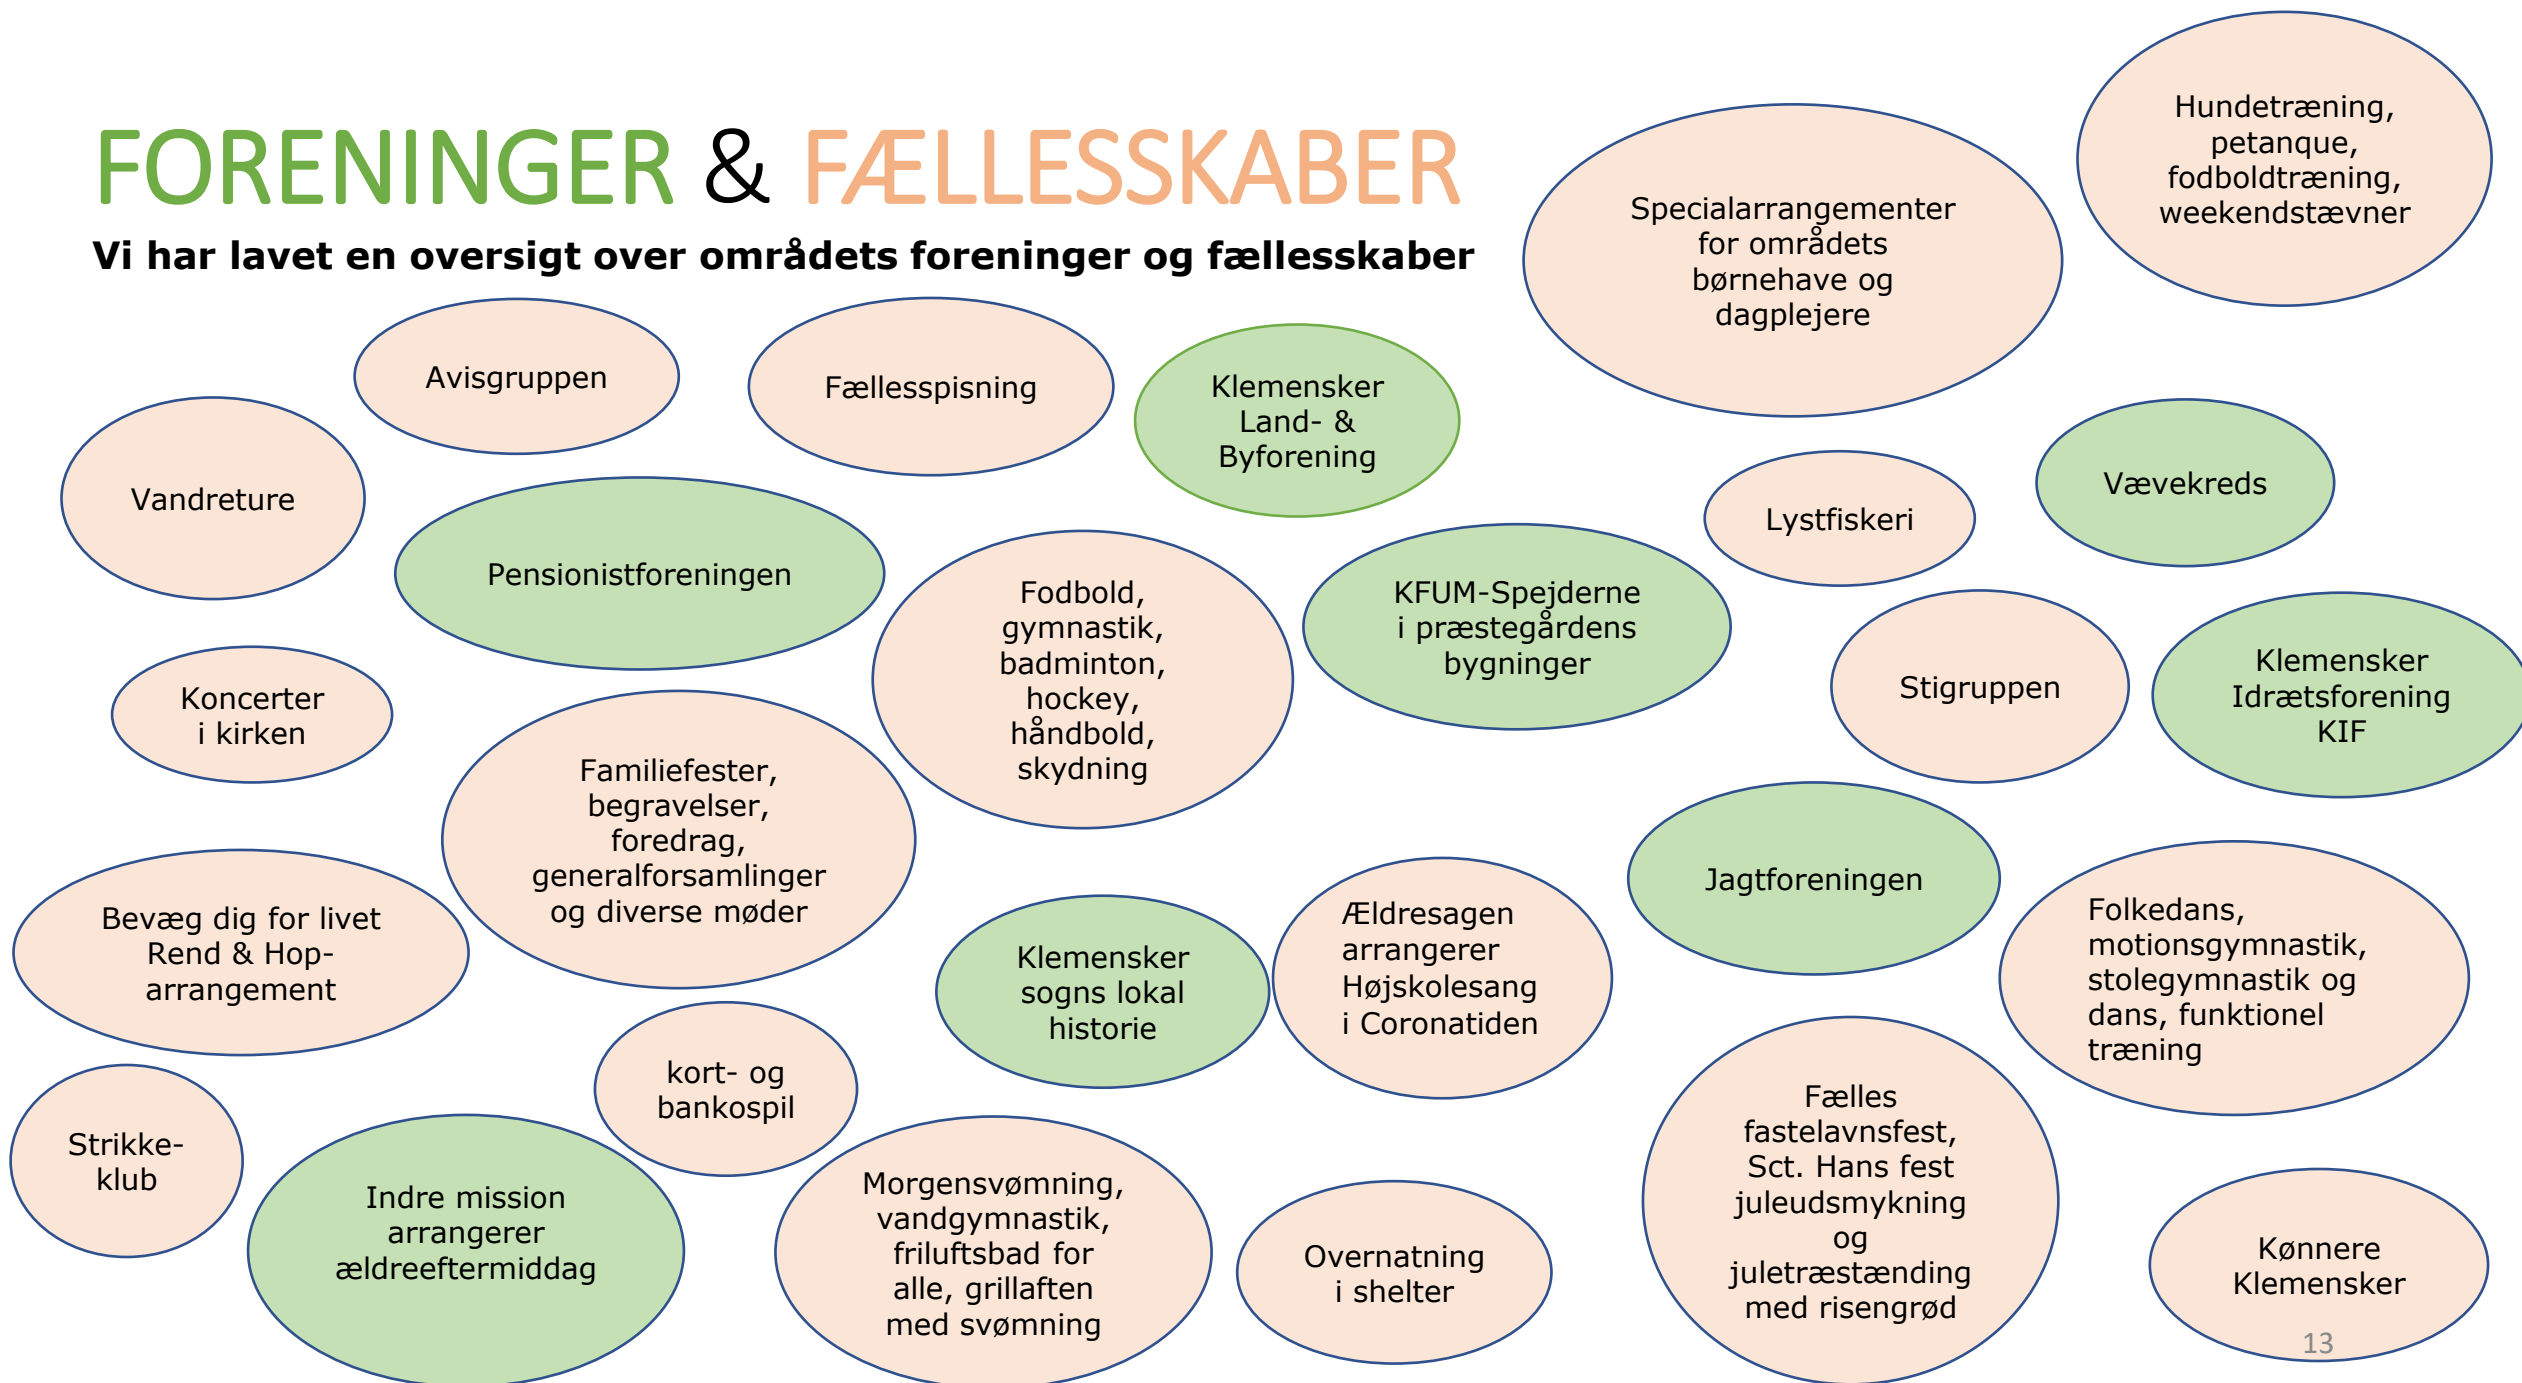 FORENINGER & FÆLLESSKABER
Vi har lavet en oversigt over områdets foreninger og fællesskaber
Hundetræning,
petanque,
fodboldtræning,
weekendstævner
Specialarrangementer
for områdets
børnehave og
dagplejere
Avisgruppen
Fællesspisning
Klemensker
Land- &
Byforening
Vandreture
Pensionistforeningen
Lystfiskeri
Vævekreds
Fodbold,
gymnastik,
badminton,
hockey,
håndbold,
skydning
KFUM-Spejderne
i præstegårdens
bygninger
Stigruppen
Klemensker
Idrætsforening
KIF
Koncerter
i kirken
Familiefester,
begravelser,
foredrag,
generalforsamlinger
og diverse møder
Jagtforeningen
Bevæg dig for livet
Rend & Hop-
arrangement
Klemensker
sogns lokal
historie
Ældresagen
arrangerer
Højskolesang
i Coronatiden
Folkedans,
motionsgymnastik,
stolegymnastik og
dans, funktionel
træning
kort- og
bankospil
Strikke-
klub
Indre mission
arrangerer
ældreeftermiddag
Morgensvømning,
vandgymnastik,
friluftsbad for
alle, grillaften
med svømning
Overnatning
i shelter
Fælles
fastelavnsfest,
Sct. Hans fest
juleudsmykning
og
juletræstænding
med risengrød
Kønnere
Klemensker
13